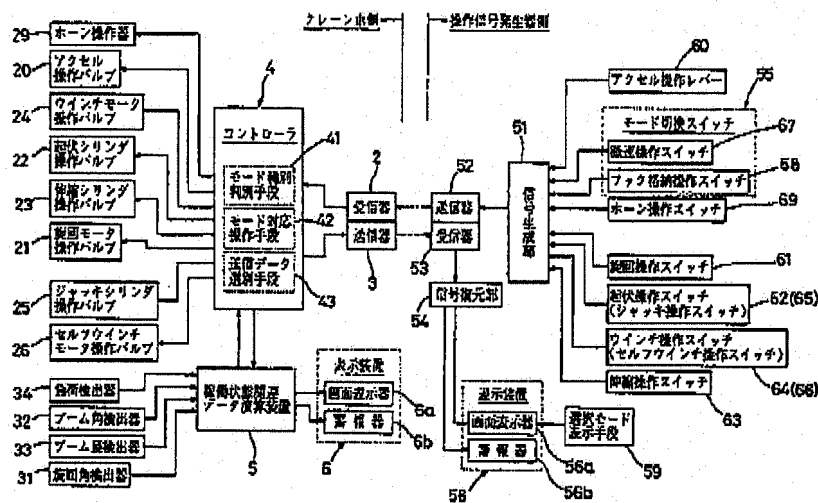 クレーン車側
操作信号発生器側
29
ホーン操作器
20
アクセル
操作バルブ
24
ウインチモータ
操作バルブ
22
起伏シリンダ
操作バルブ
23
伸縮シリンダ
操作バルブ
21
旋回モータ
操作バルブ
25
ジャッキシリンダ
操作バルブ
26
セルフウインチ
モータ操作バルブ
34
負荷検出器
32
ブーム角検出器
33
ブーム長検出器
31
旋回角検出器
4
コントローラ
41
モード種別
判別手段
42
モード対応
操作手段
43
送信データ
選別手段
稼働状態関連
データ演算装置
5
表示装置
画面表示器
6a
警報器
6b
6
2
受信器
送信器
3
52
送信器
受信器
53
信号復元部
54
51
信号生成部
表示装置
画面表示器
56a
警報器
56b
56
選択モード
表示手段
59
60
アクセル操作レバー
55
モード切換スイッチ
67
微速操作スイッチ
68
フック格納操作スイッチ
ホーン操作スイッチ
69
旋回操作スイッチ
61
起伏操作スイッチ
(ジャッキ操作スイッチ)
62(65)
ウインチ操作スイッチ
(セルフウインチ操作スイッチ)
64(66)
伸縮操作スイッチ
63